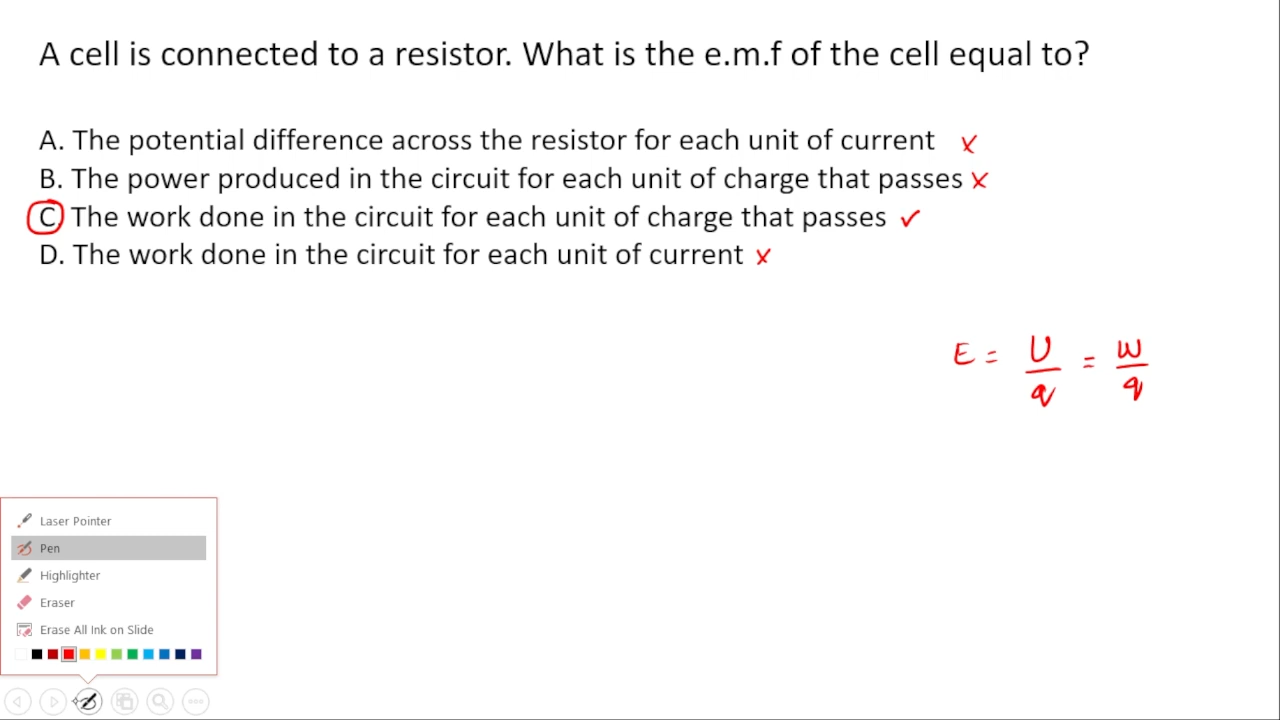 A cell is connected to a resistor. What is the e.m.f of the cell equal to?
A. The potential difference across the resistor for each unit of current x
B. The power produced in the circuit for each unit of charge that passes x
C. The work done in the circuit for each unit of charge that passes ✓
D. The work done in the circuit for each unit of current x
E = U/q = W/q
Laser Pointer
Pen
Highlighter
Eraser
Erase All Ink on Slide